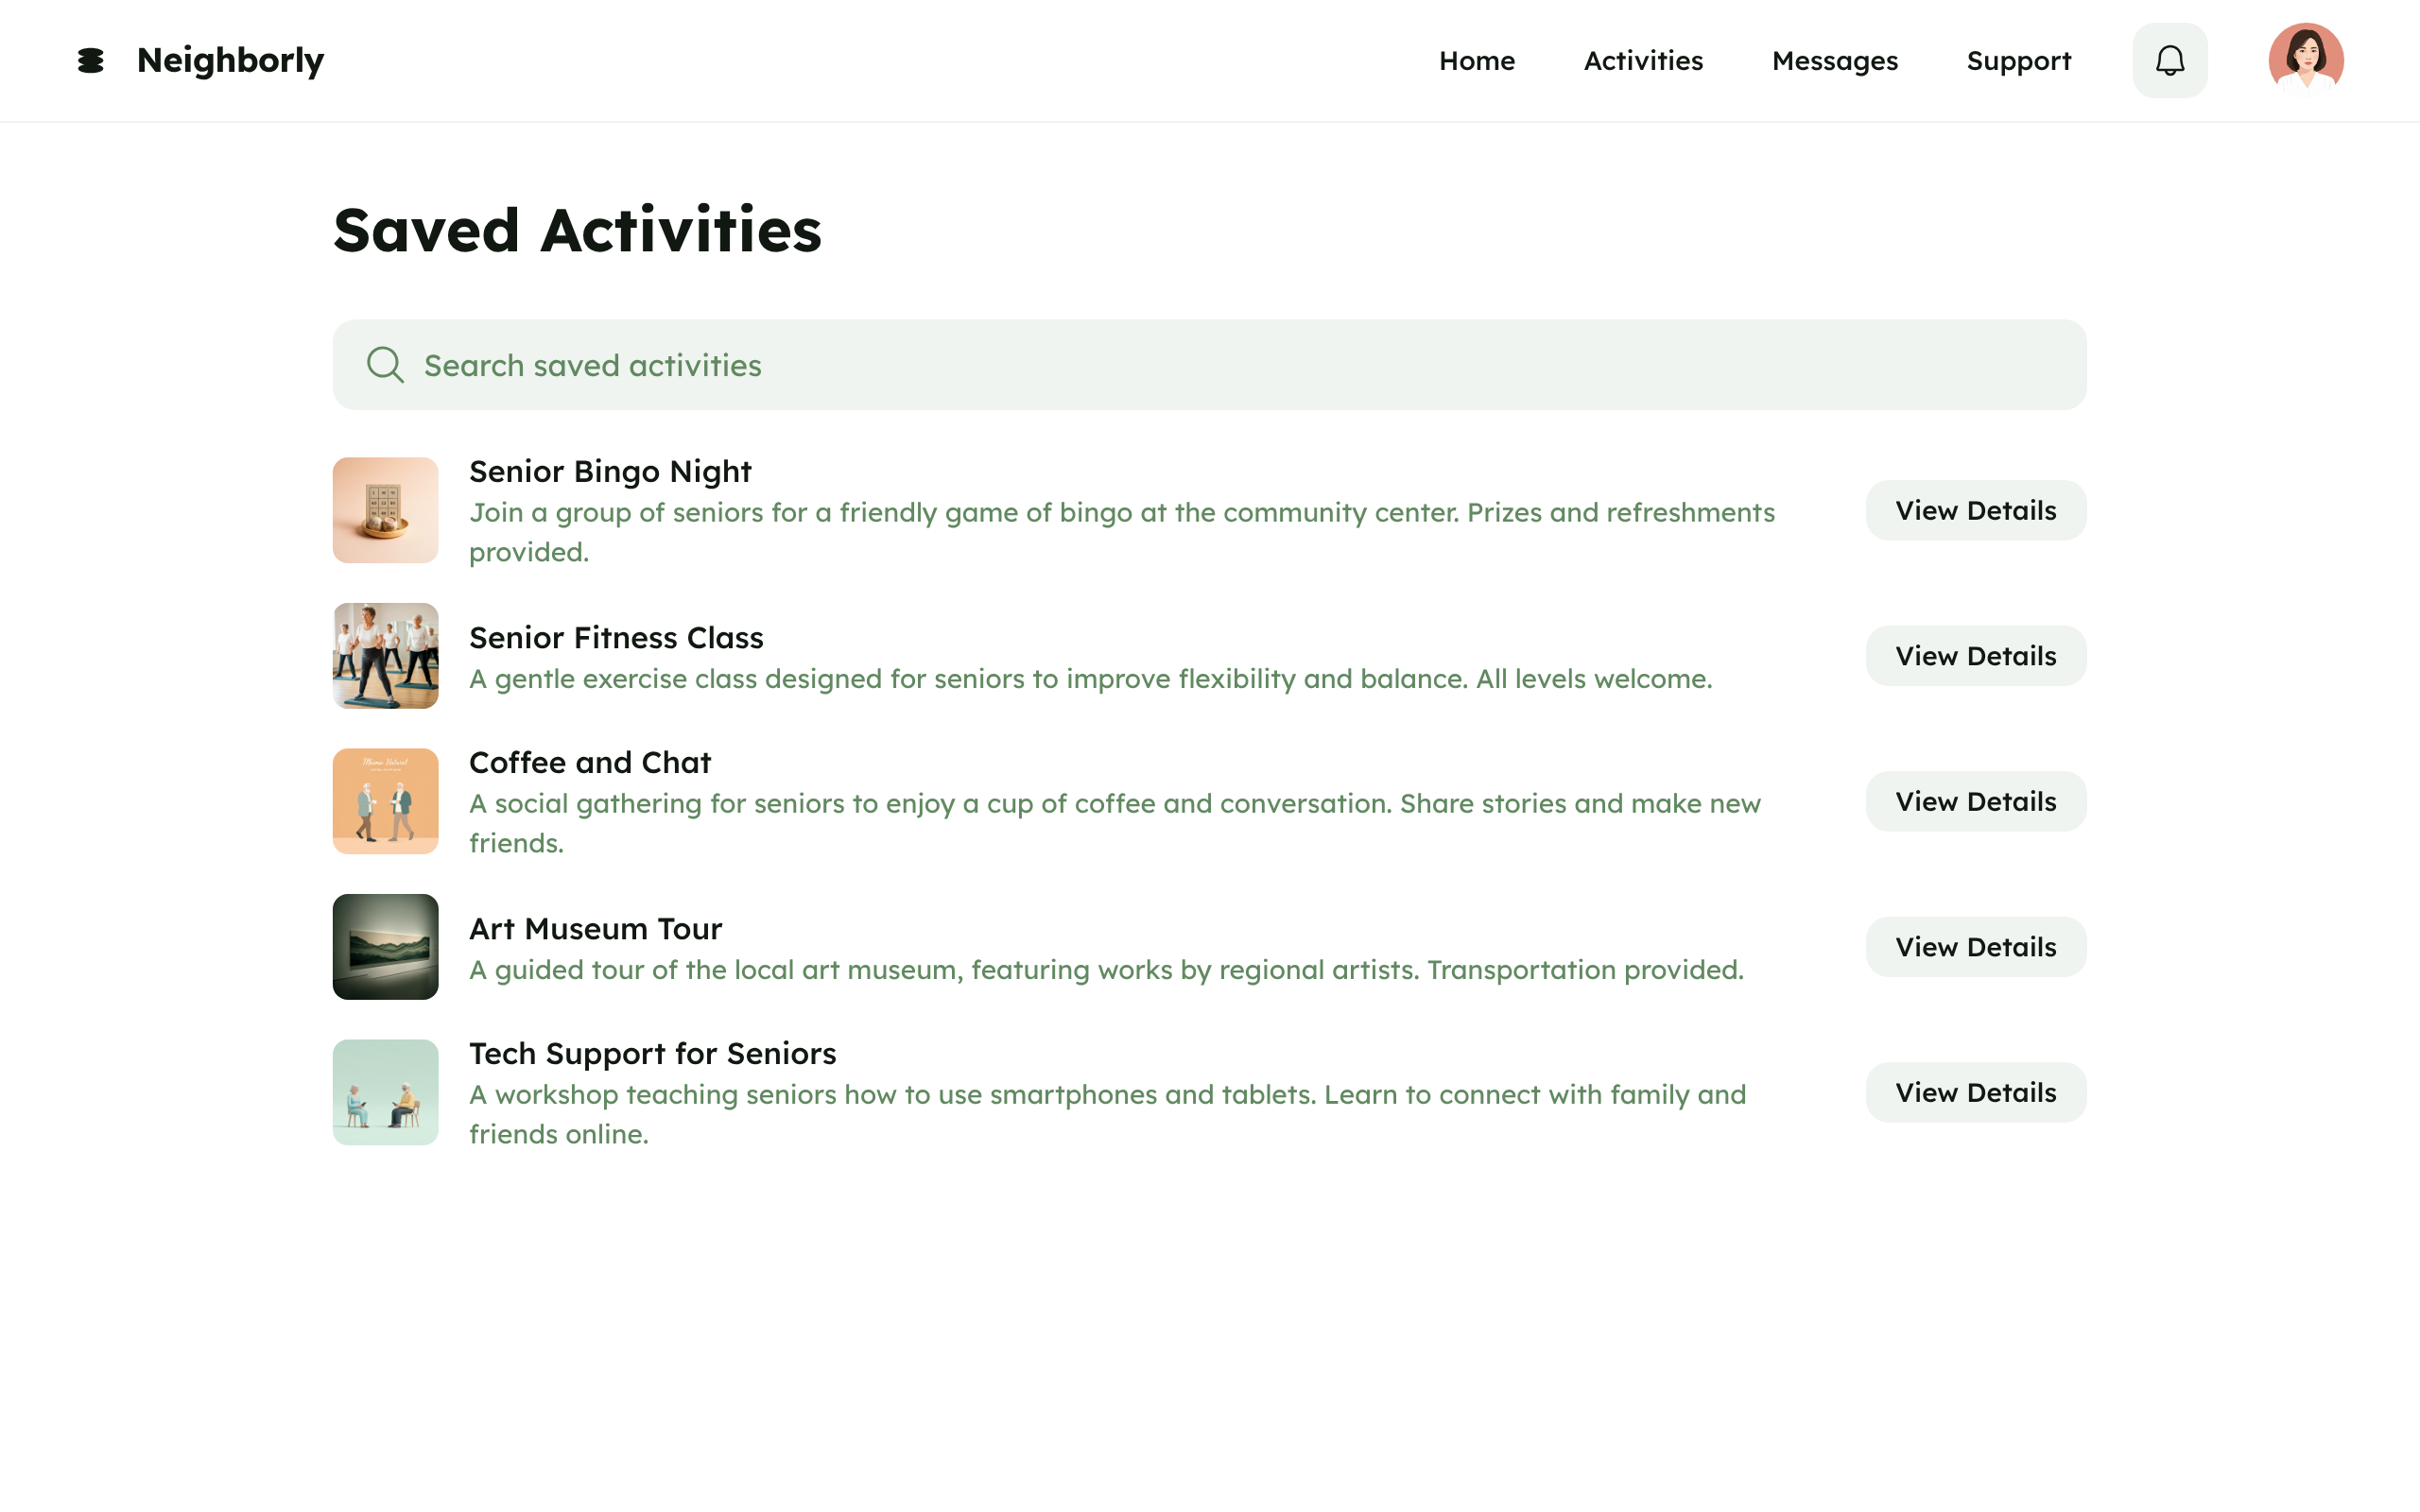 Neighborly
Home
Activities
Messages
Support
Saved Activities
Search saved activities
Senior Bingo Night
Join a group of seniors for a friendly game of bingo at the community center. Prizes and refreshments
provided.
View Details
Senior Fitness Class
A gentle exercise class designed for seniors to improve flexibility and balance. All levels welcome.
View Details
Coffee and Chat
A social gathering for seniors to enjoy a cup of coffee and conversation. Share stories and make new
friends.
View Details
Art Museum Tour
A guided tour of the local art museum, featuring works by regional artists. Transportation provided.
View Details
Tech Support for Seniors
A workshop teaching seniors how to use smartphones and tablets. Learn to connect with family and
friends online.
View Details